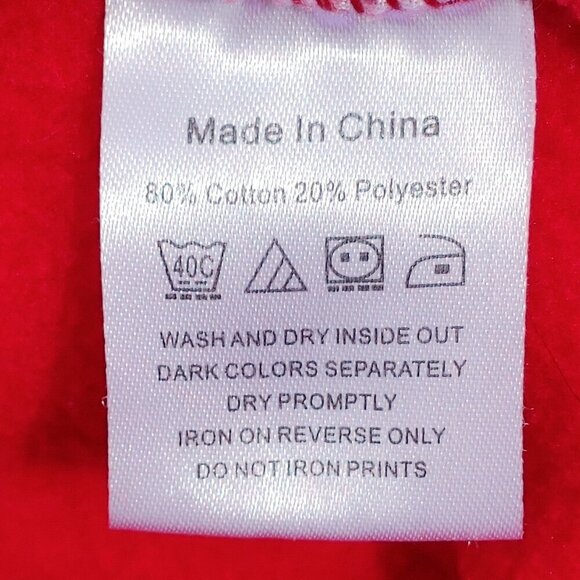 Made In China
80% Cotton 20% Polyester
40C
WASH AND DRY INSIDE OUT
DARK COLORS SEPARATELY
DRY PROMPTLY
IRON ON REVERSE ONLY
DO NOT IRON PRINTS